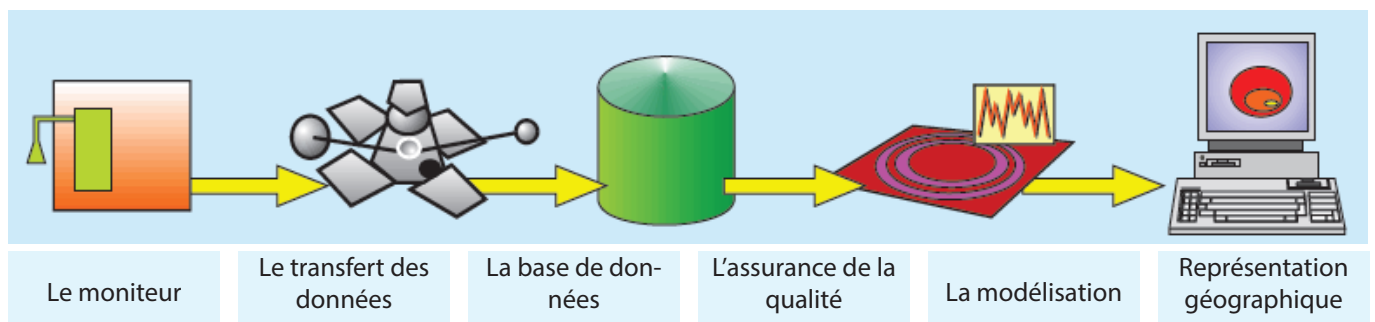 Le moniteur
Le transfert des
données
La base de don-
nées
L’assurance de la
qualité
La modélisation
Représentation
géographique